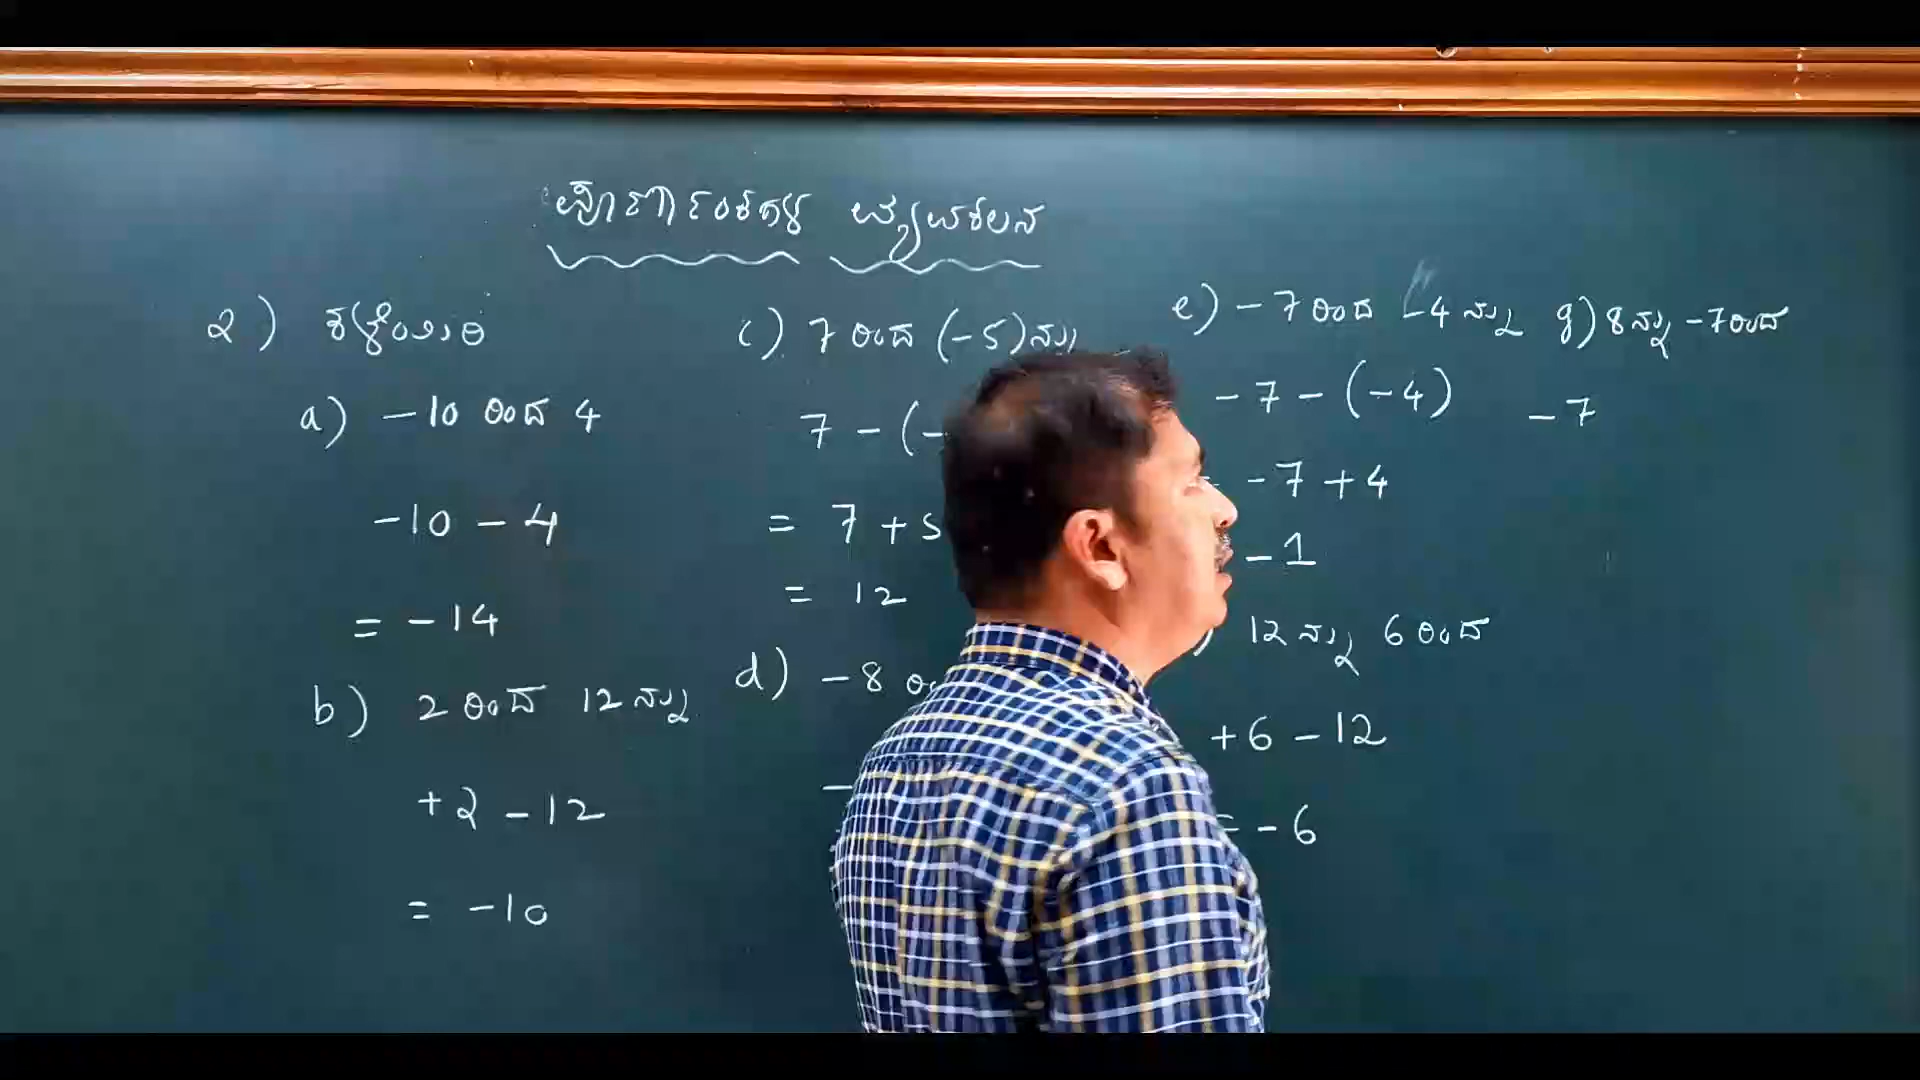 ಪೂರ್ಣಾಂಕಗಳ ವ್ಯವಕಲನ
2) ಕಳೆಯಿರಿ
a) -10 ರಿಂದ 4
-10 - 4
= -14
b) 2 ರಿಂದ 12 ನ್ನು
+2 - 12
= -10
c) 7 ರಿಂದ (-5)ನ್ನು
7 - (-
= 7 + 5
= 12
d) -8
-
e) -7 ರಿಂದ -4 ನ್ನು
-7 - (-4)
= -7 + 4
-1
) 12 ನ್ನು 6 ರಿಂದ
+6 - 12
= -6
g) 8 ನ್ನು -7 ರಿಂದ
-7